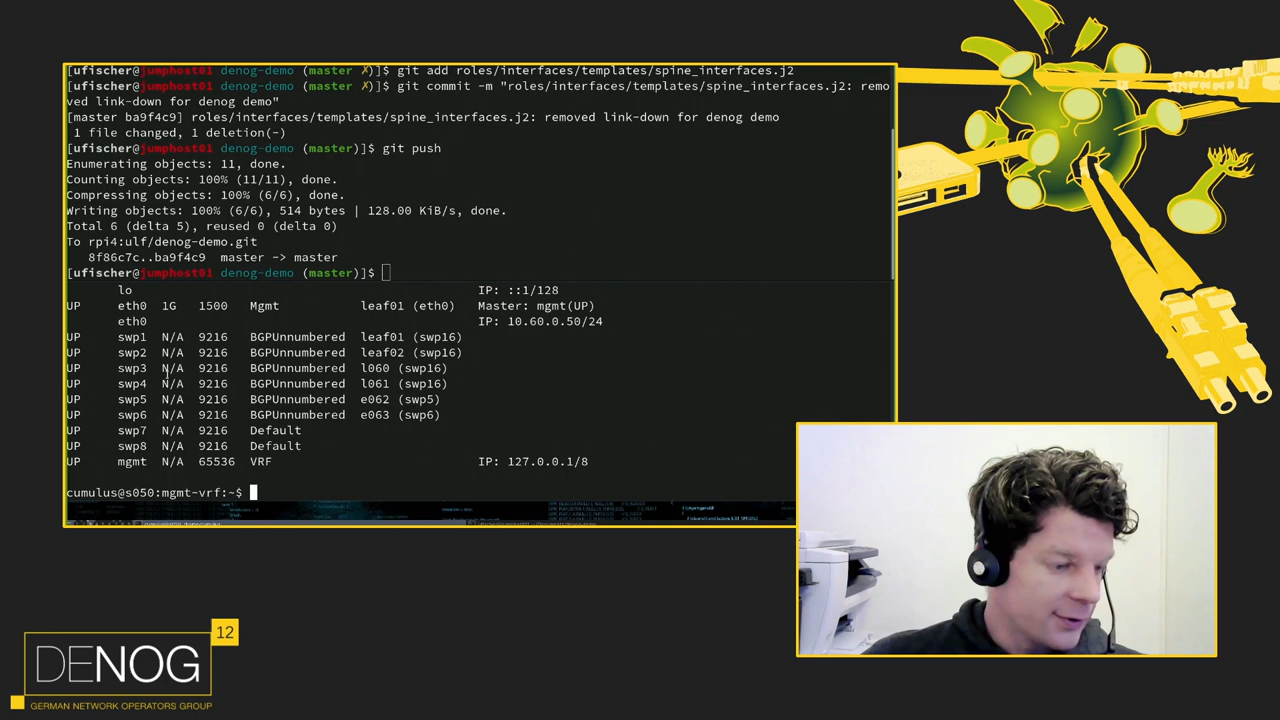 [ufischer@jumphost01 denog-demo (master ✗)]$ git add roles/interfaces/templates/spine_interfaces.j2
[ufischer@jumphost01 denog-demo (master ✗)]$ git commit -m "roles/interfaces/templates/spine_interfaces.j2: remo
ved link-down for denog demo"
[master ba9f4c9] roles/interfaces/templates/spine_interfaces.j2: removed link-down for denog demo
1 file changed, 1 deletion(-)
[ufischer@jumphost01 denog-demo (master)]$ git push
Enumerating objects: 11, done.
Counting objects: 100% (11/11), done.
Compressing objects: 100% (6/6), done.
Writing objects: 100% (6/6), 514 bytes | 128.00 KiB/s, done.
Total 6 (delta 5), reused 0 (delta 0)
To rpi4:ulf/denog-demo.git
8f86c7c..ba9f4c9 master -> master
[ufischer@jumphost01 denog-demo (master)]$
lo IP: ::1/128
UP eth0 1G 1500 Mgmt leaf01 (eth0) Master: mgmt(UP)
eth0 IP: 10.60.0.50/24
UP swp1 N/A 9216 BGPUnnumbered leaf01 (swp16)
UP swp2 N/A 9216 BGPUnnumbered leaf02 (swp16)
UP swp3 N/A 9216 BGPUnnumbered l060 (swp16)
UP swp4 N/A 9216 BGPUnnumbered l061 (swp16)
UP swp5 N/A 9216 BGPUnnumbered e062 (swp5)
UP swp6 N/A 9216 BGPUnnumbered e063 (swp6)
UP swp7 N/A 9216 Default
UP swp8 N/A 9216 Default
UP mgmt N/A 65536 VRF IP: 127.0.0.1/8
cumulus@s050:mgmt-vrf:~$
12
DENOG
GERMAN NETWORK OPERATORS GROUP